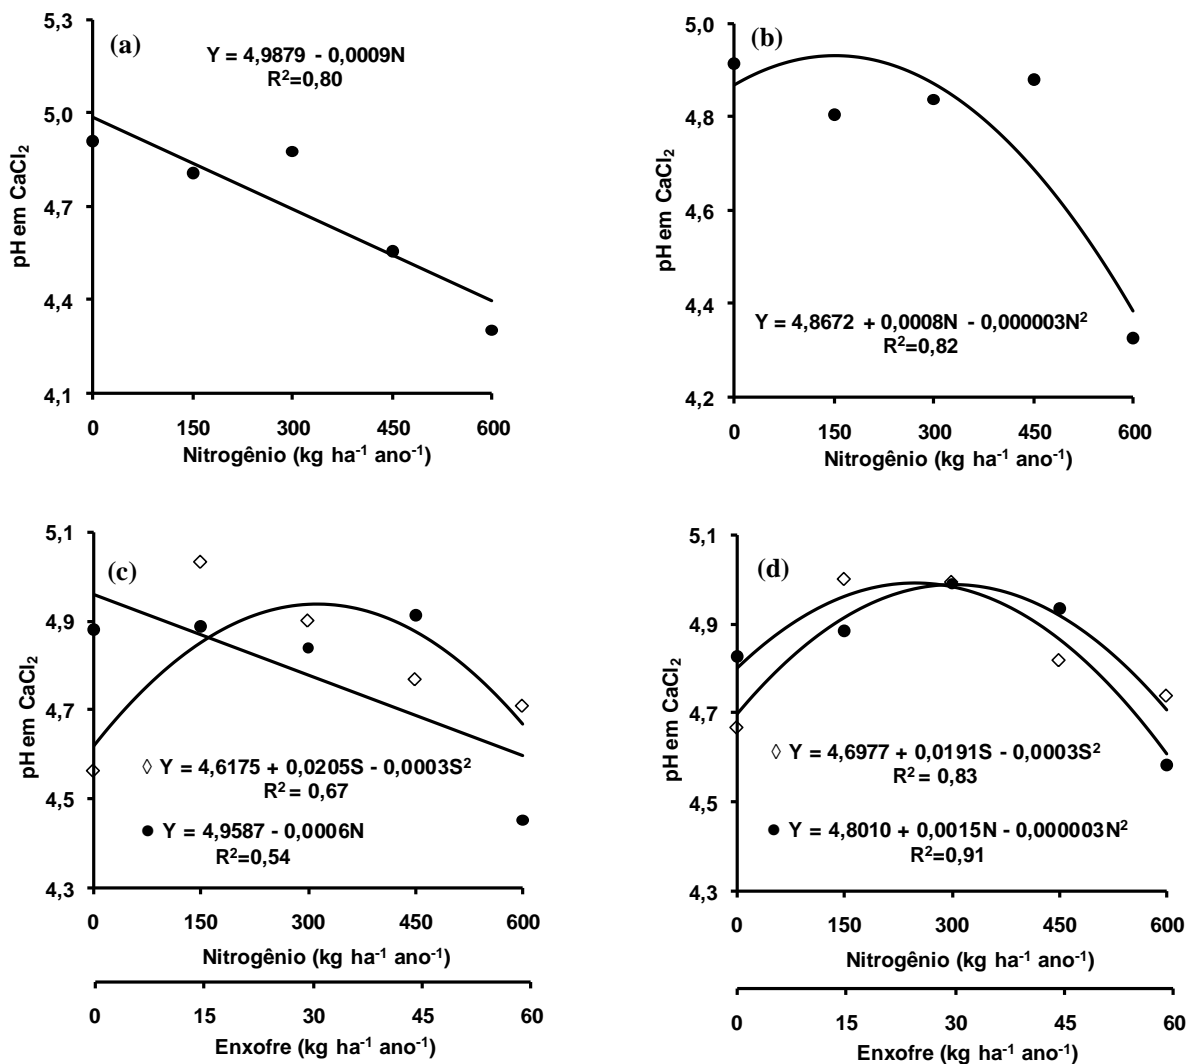 (a)
Y = 4,9879 - 0,0009N
R²=0,80
5,3
5,0
4,7
4,4
4,1
pH em CaCl₂
0 150 300 450 600
Nitrogênio (kg ha⁻¹ ano⁻¹)
(b)
5,0
4,8
4,6
4,4
4,2
pH em CaCl₂
Y = 4,8672 + 0,0008N - 0,000003N²
R²=0,82
0 150 300 450 600
Nitrogênio (kg ha⁻¹ ano⁻¹)
(c)
5,1
4,9
4,7
4,5
4,3
pH em CaCl₂
◇ Y = 4,6175 + 0,0205S - 0,0003S²
R² = 0,67
● Y = 4,9587 - 0,0006N
R²=0,54
0 150 300 450 600
Nitrogênio (kg ha⁻¹ ano⁻¹)
0 15 30 45 60
Enxofre (kg ha⁻¹ ano⁻¹)
(d)
5,1
4,9
4,7
4,5
4,3
pH em CaCl₂
◇ Y = 4,6977 + 0,0191S - 0,0003S²
R² = 0,83
● Y = 4,8010 + 0,0015N - 0,000003N²
R²=0,91
0 150 300 450 600
Nitrogênio (kg ha⁻¹ ano⁻¹)
0 15 30 45 60
Enxofre (kg ha⁻¹ ano⁻¹)